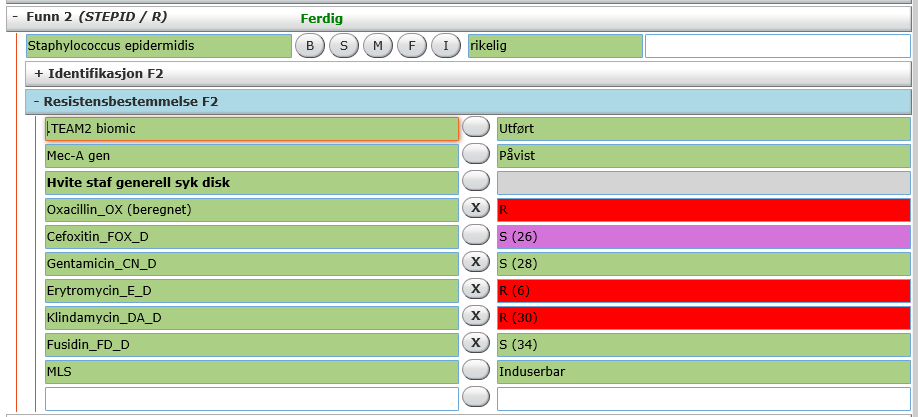 - Funn 2 (STEPID / R) Ferdig
Staphylococcus epidermidis B S M F I rikelig
+ Identifikasjon F2
- Resistensbestemmelse F2
.TEAM2 biomic Utført
Mec-A gen Påvist
Hvite staf generell syk disk
Oxacillin_OX (beregnet) X R
Cefoxitin_FOX_D S (26)
Gentamicin_CN_D X S (28)
Erytromycin_E_D X R (6)
Klindamycin_DA_D X R (30)
Fusidin_FD_D X S (34)
MLS Induserbar